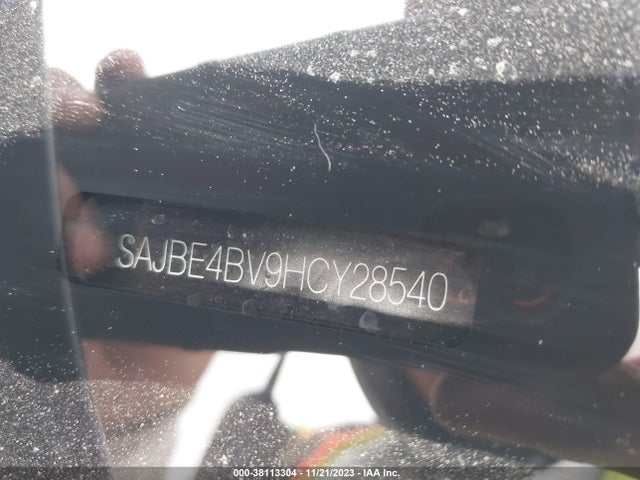 SAJBE4BV9HCY28540
000-38113304 - 11/21/2023 - IAA Inc.